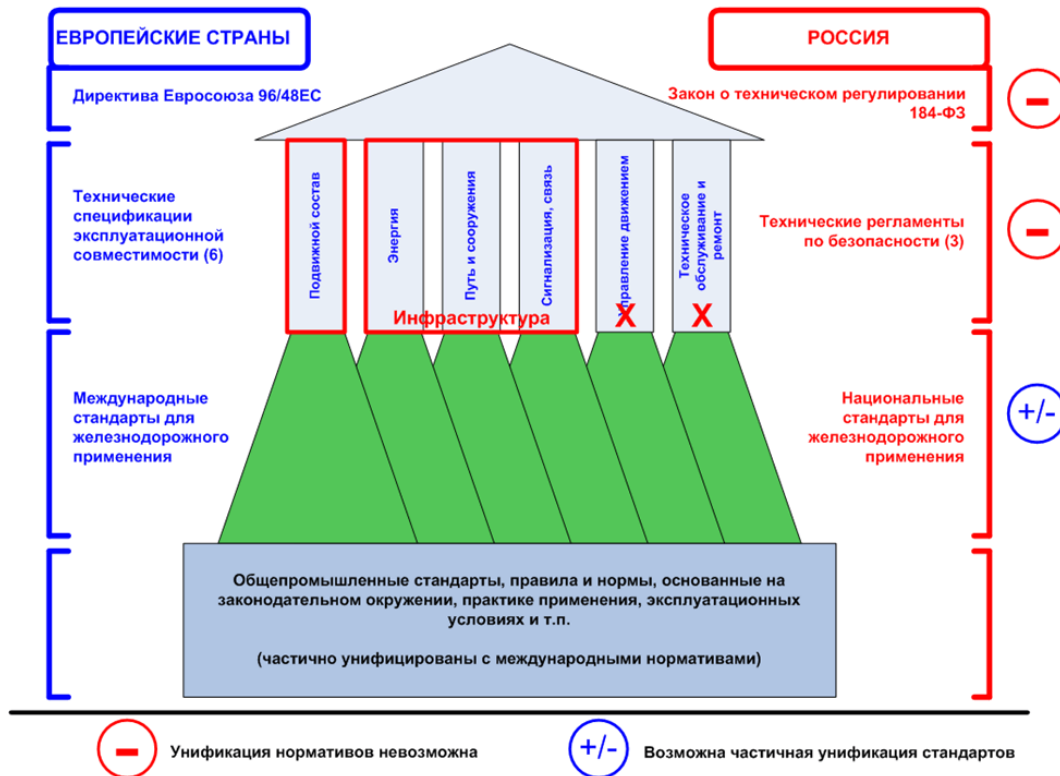 ЕВРОПЕЙСКИЕ СТРАНЫ
РОССИЯ
Директива Евросоюза 96/48ЕС
Закон о техническом регулировании
184-ФЗ
–
Технические
спецификации
эксплуатационной
совместимости (6)
Подвижной состав
Энергия
Путь и сооружения
Сигнализация, связь
Управление движением
Техническое
обслуживание и
ремонт
Инфраструктура
X
X
Технические регламенты
по безопасности (3)
–
Международные
стандарты для
железнодорожного
применения
Национальные
стандарты для
железнодорожного
применения
+/-
Общепромышленные стандарты, правила и нормы, основанные на
законодательном окружении, практике применения, эксплуатационных
условиях и т.п.
(частично унифицированы с международными нормативами)
–
Унификация нормативов невозможна
+/-
Возможна частичная унификация стандартов